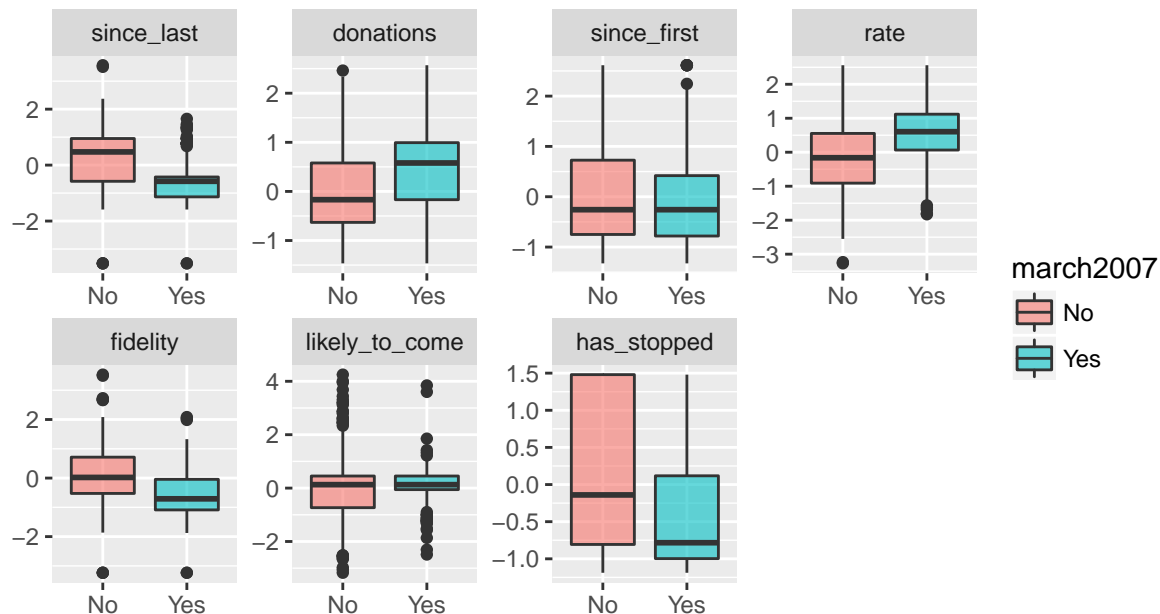 since_last
donations
since_first
rate
2
0
−2
2
1
0
−1
2
1
0
−1
2
1
0
−1
−2
−3
No Yes
No Yes
No Yes
No Yes
fidelity
likely_to_come
has_stopped
2
0
−2
4
2
0
−2
1.5
1.0
0.5
0.0
−0.5
−1.0
No Yes
No Yes
No Yes
march2007
No
Yes